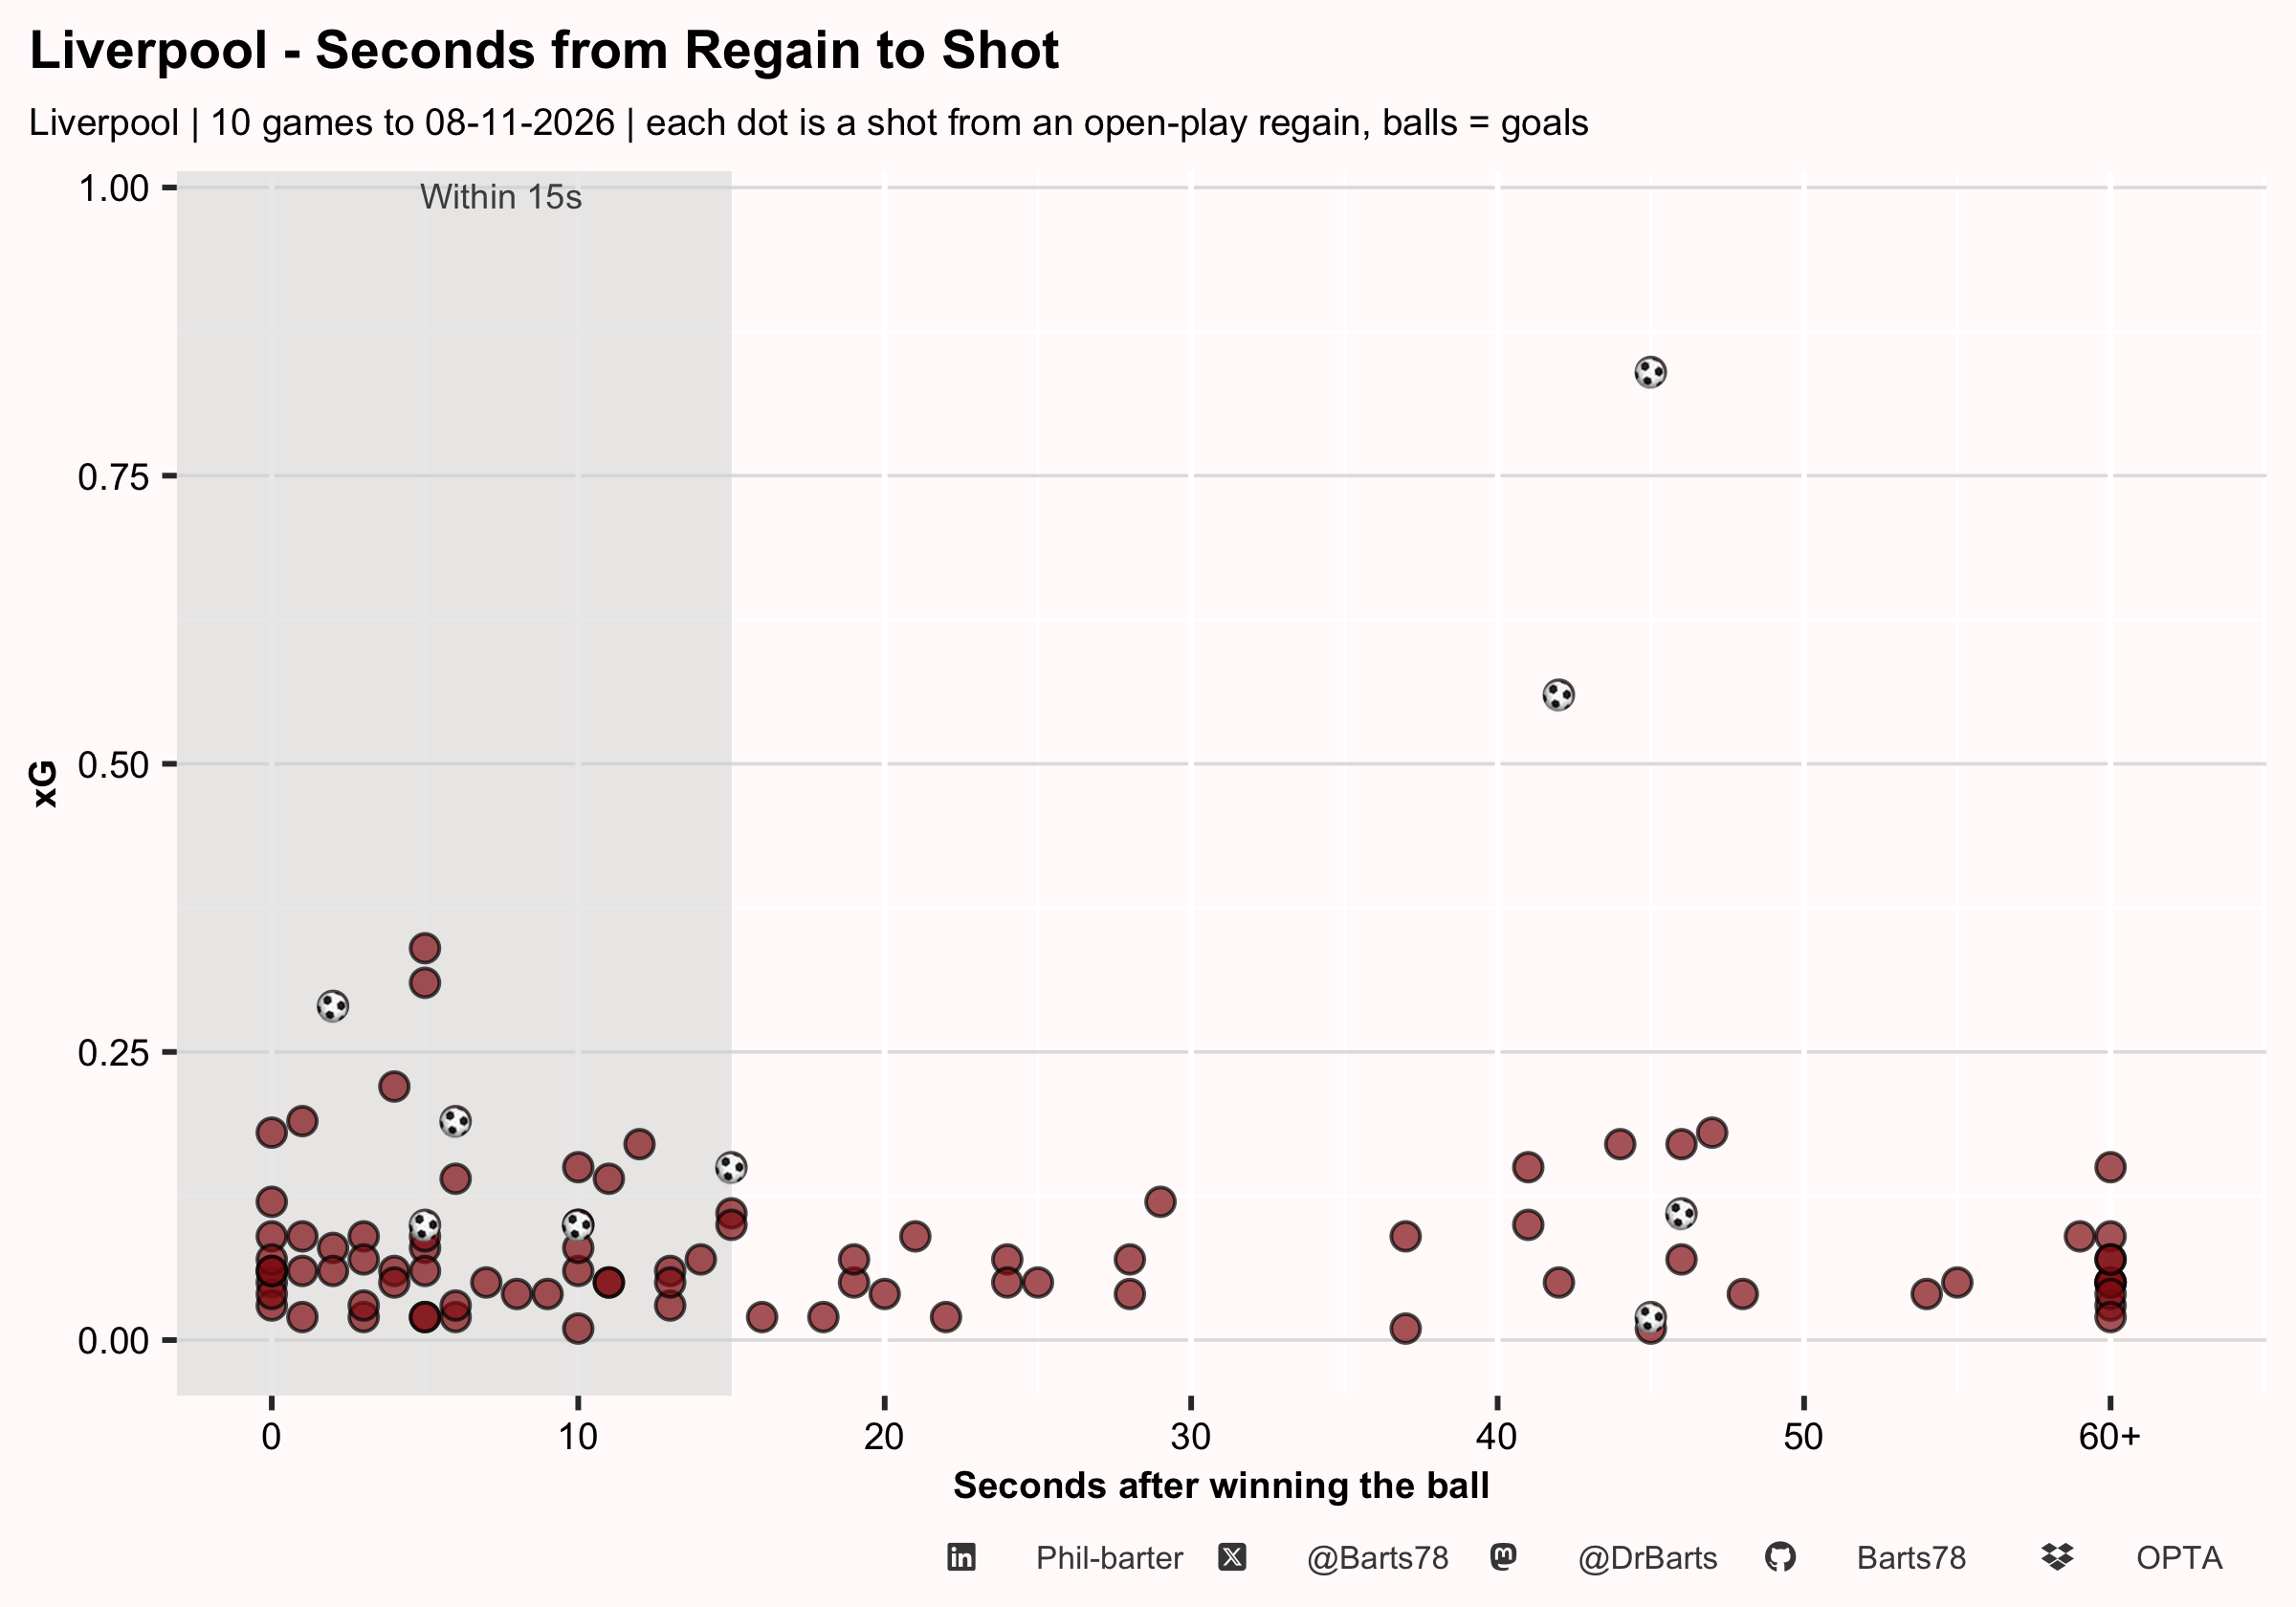 Liverpool - Seconds from Regain to Shot
Liverpool | 10 games to 08-11-2026 | each dot is a shot from an open-play regain, balls = goals
Within 15s
1.00
0.75
0.50
0.25
0.00
xG
0 10 20 30 40 50 60+
Seconds after winning the ball
Phil-barter @Barts78 @DrBarts Barts78 OPTA